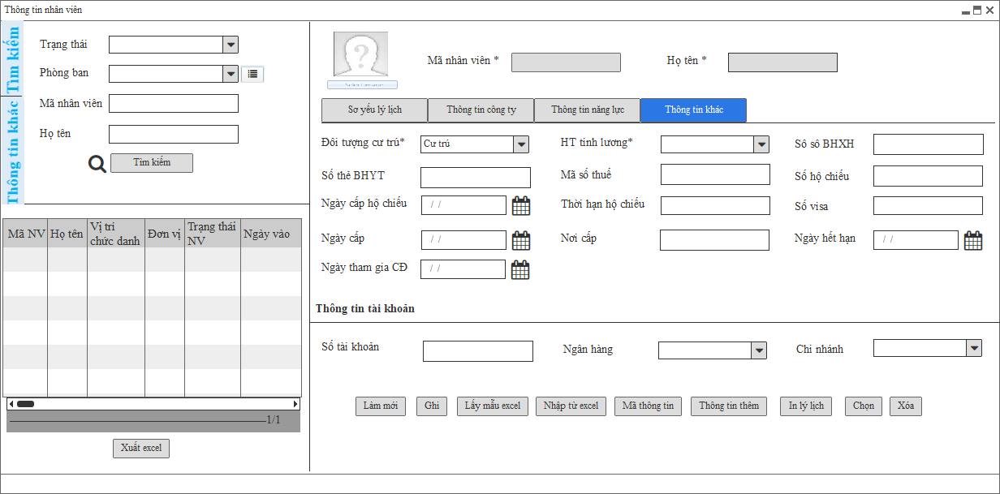 Thông tin nhân viên
Tìm kiếm
Thông tin khác
Trạng thái
Phòng ban
Mã nhân viên
Họ tên
Tìm kiếm
Mã NV Họ tên Vị trí chức danh Đơn vị Trạng thái NV Ngày vào
1/1
Xuất excel
Mã nhân viên *
Họ tên *
Sơ yếu lý lịch Thông tin công ty Thông tin năng lực Thông tin khác
Đối tượng cư trú* Cư trú HT tính lương* Sô sô BHXH
Số thẻ BHYT Mã số thuế Số hộ chiếu
Ngày cấp hộ chiếu / / Thời hạn hộ chiếu Số visa
Ngày cấp / / Nơi cấp Ngày hết hạn / /
Ngày tham gia CĐ / /
Thông tin tài khoản
Số tài khoản Ngân hàng Chi nhánh
Làm mới Ghi Lấy mẫu excel Nhập từ excel Mã thông tin Thông tin thêm In lý lịch Chọn Xóa